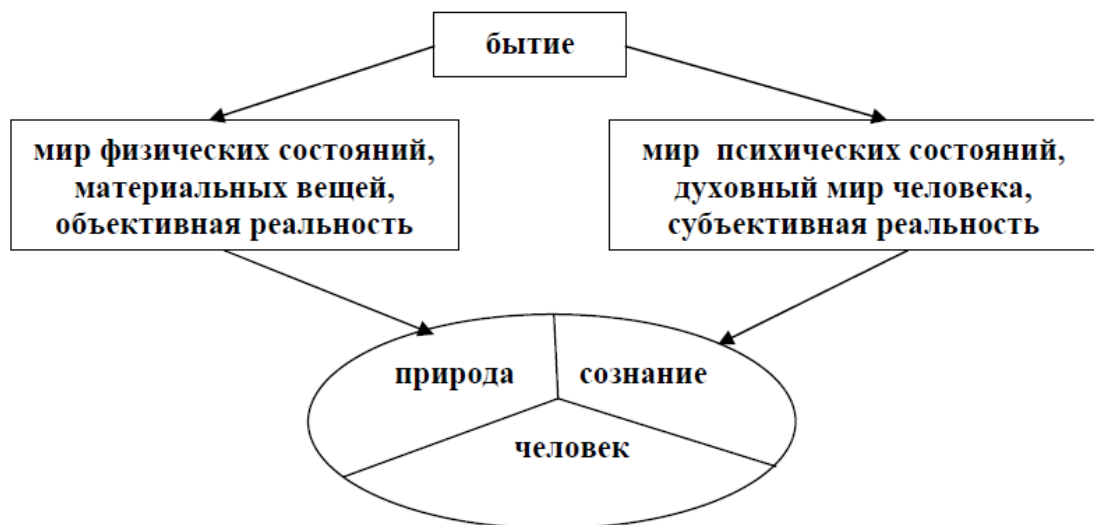 бытие
мир физических состояний,
материальных вещей,
объективная реальность
мир психических состояний,
духовный мир человека,
субъективная реальность
природа
сознание
человек